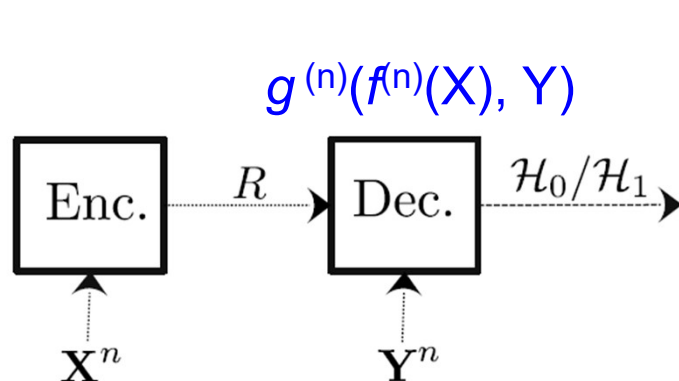 g (n)(f(n)(X), Y)
Enc.
R
Dec.
ℋ₀/ℋ₁
Xⁿ
Yⁿ